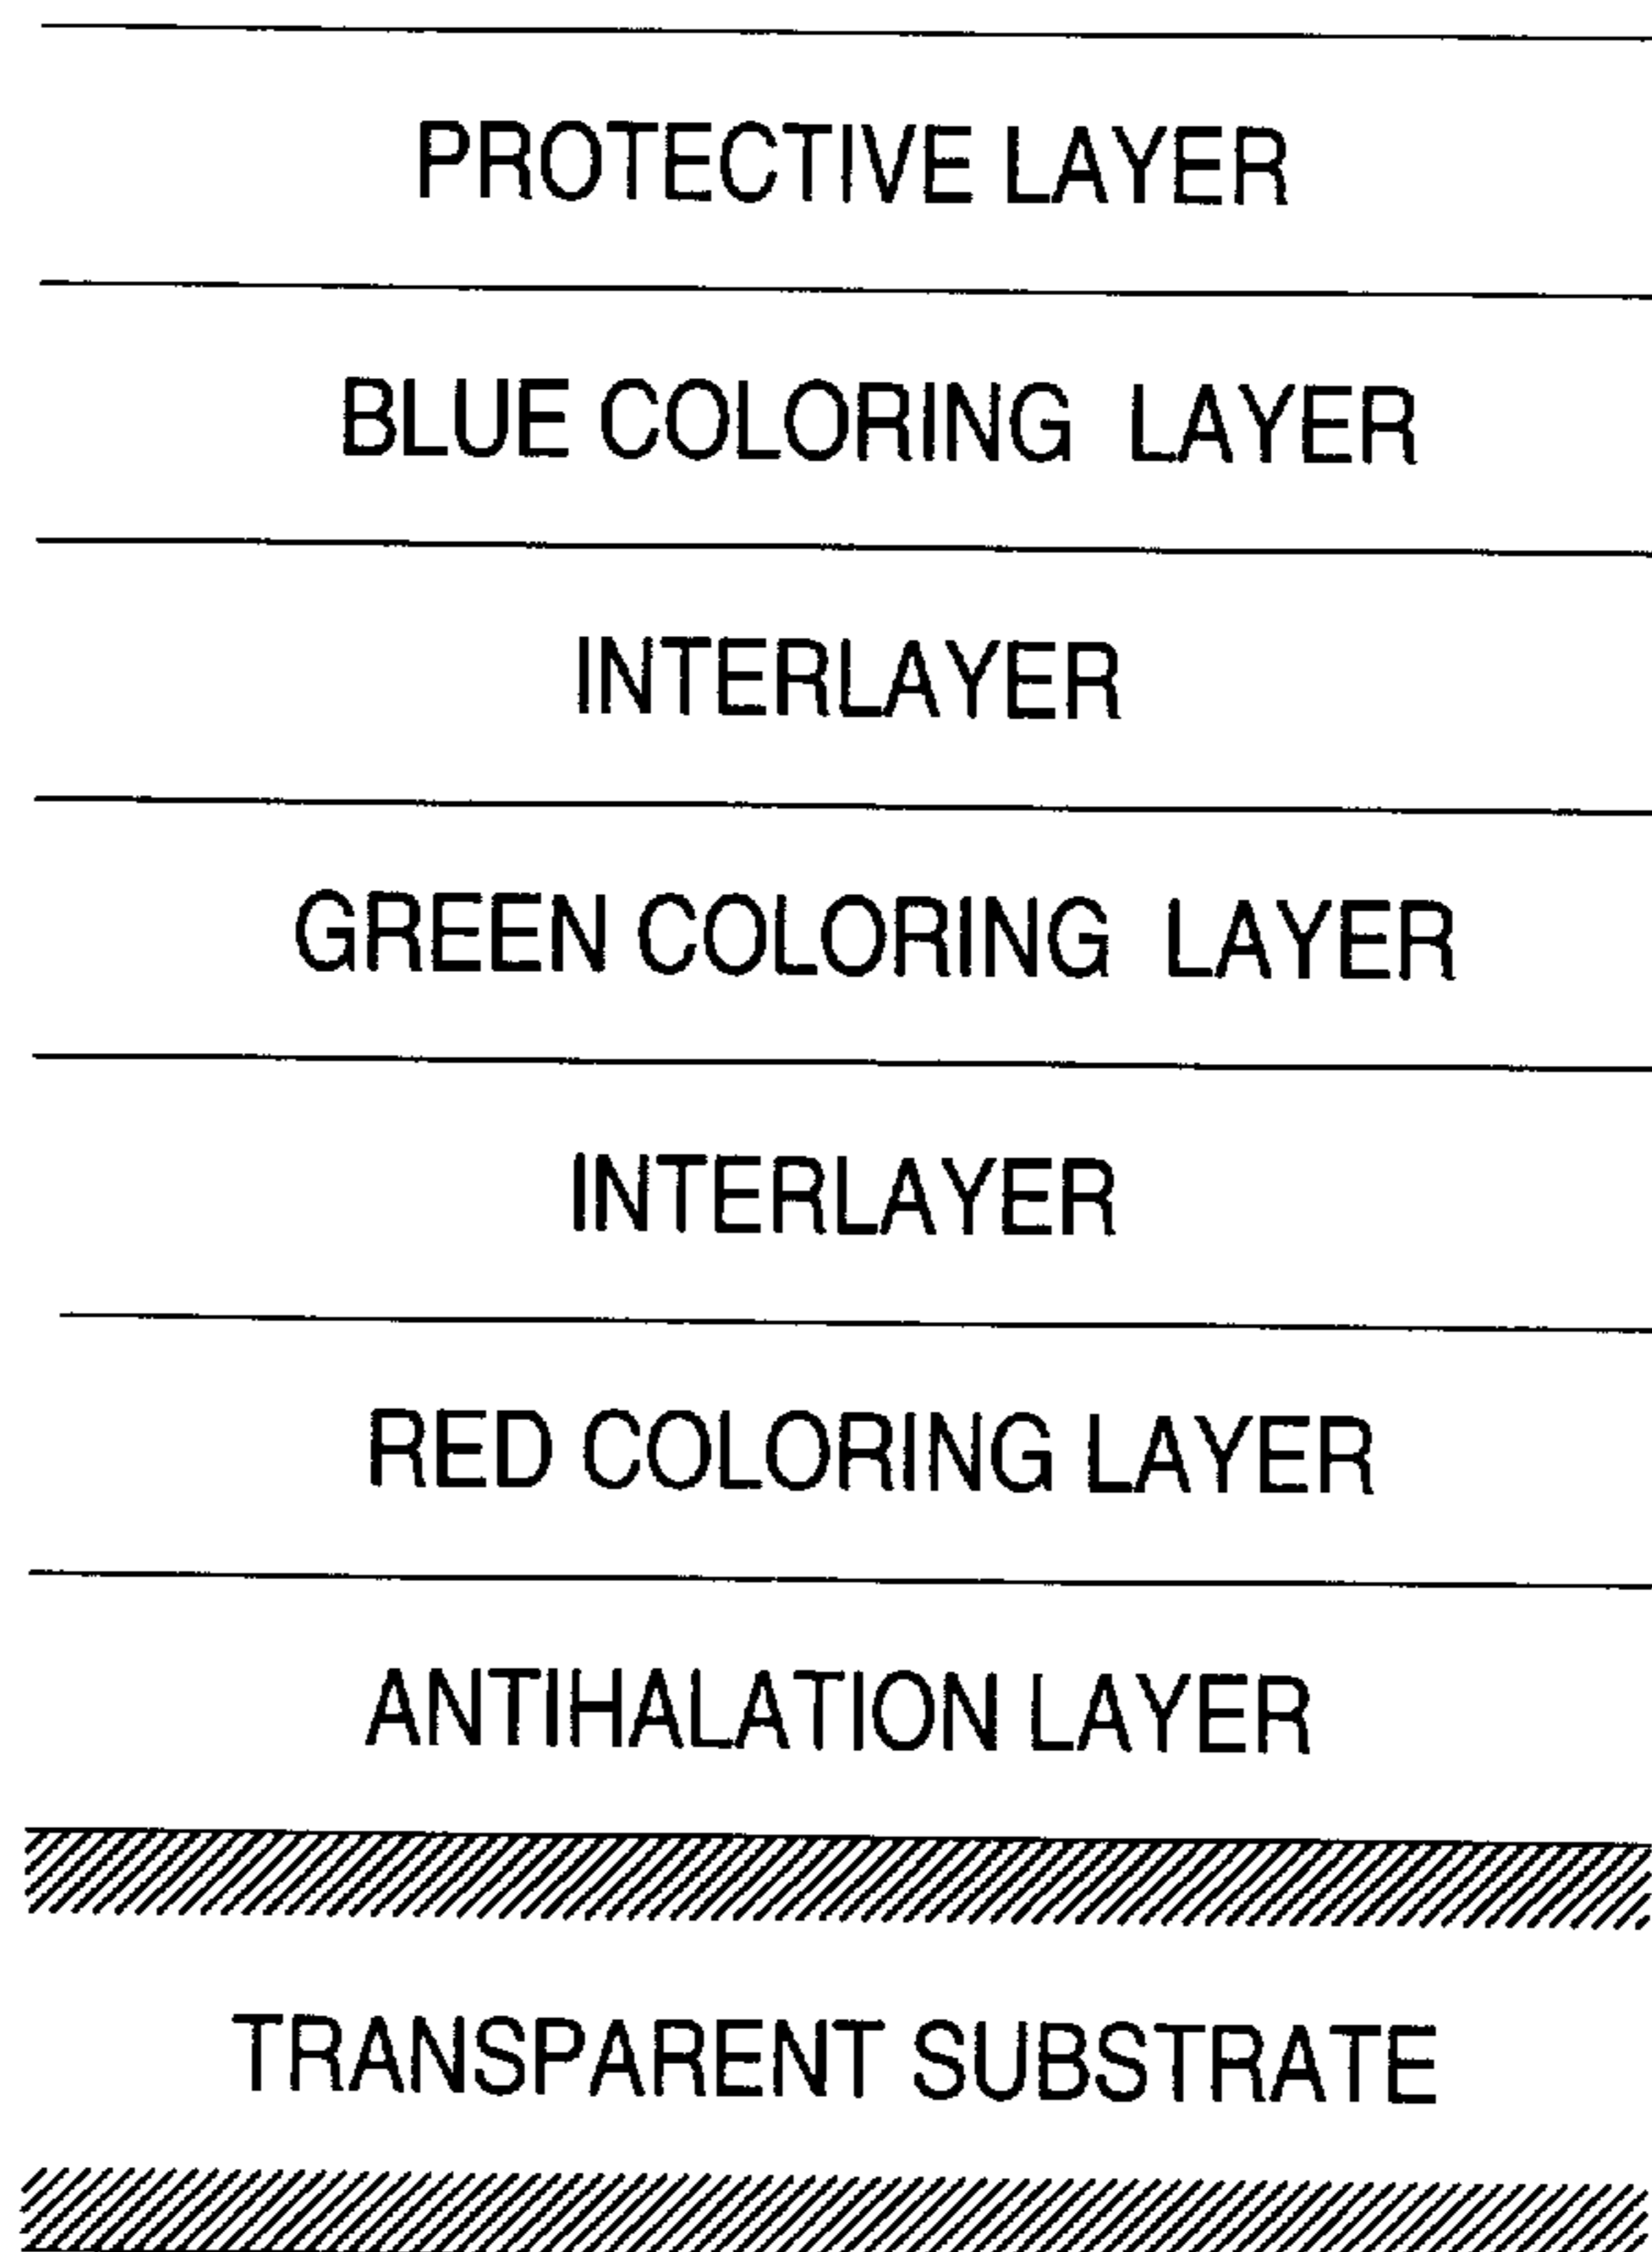 PROTECTIVE LAYER
BLUE COLORING LAYER
INTERLAYER
GREEN COLORING LAYER
INTERLAYER
RED COLORING LAYER
ANTIHALATION LAYER
TRANSPARENT SUBSTRATE